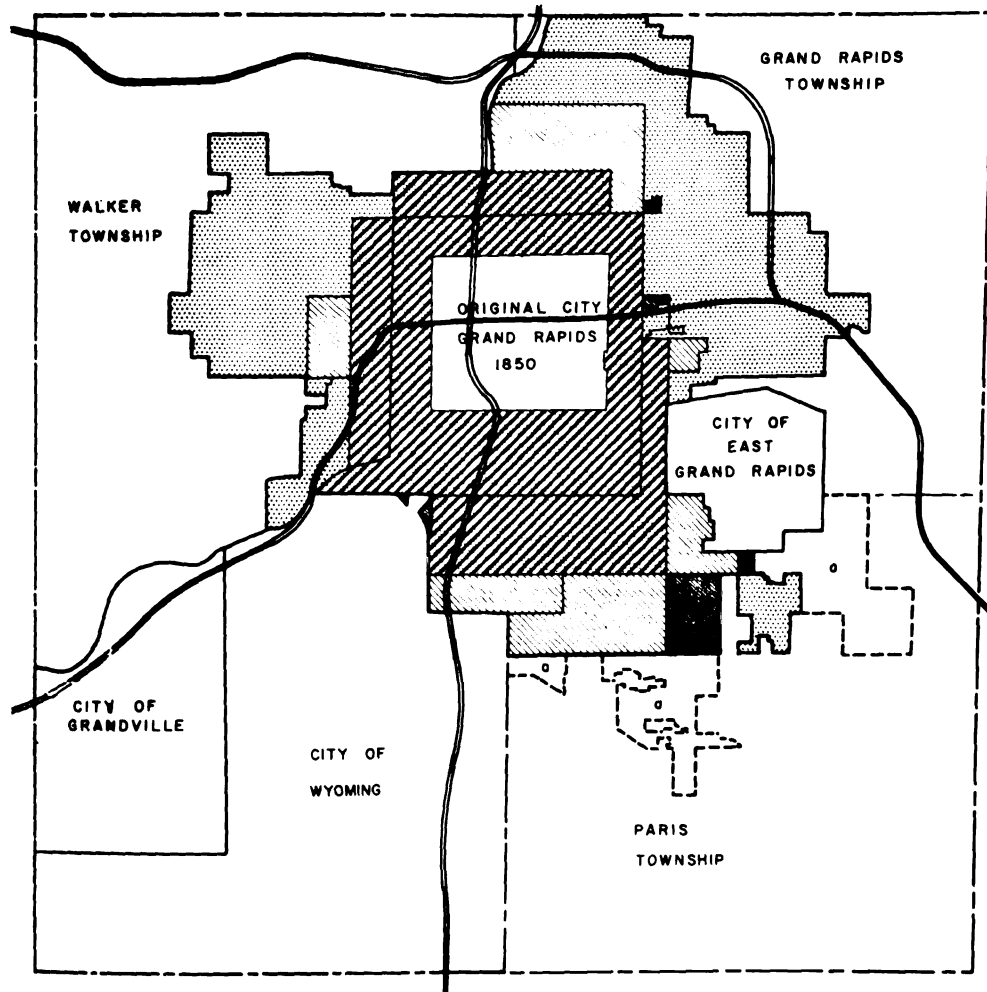 GRAND RAPIDS
TOWNSHIP
WALKER
TOWNSHIP
ORIGINAL CITY
GRAND RAPIDS
1850
CITY OF
EAST
GRAND RAPIDS
a
a
a
CITY OF
GRANDVILLE
CITY OF
WYOMING
PARIS
TOWNSHIP